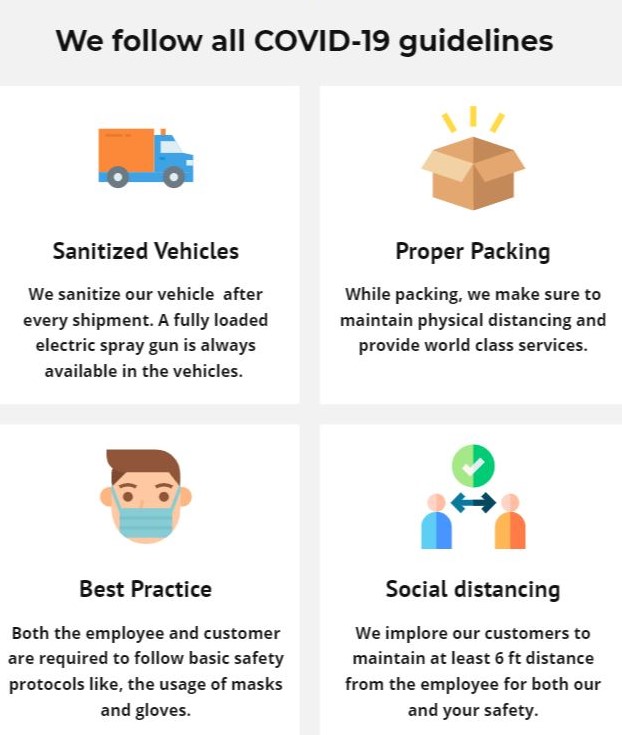 We follow all COVID-19 guidelines
Sanitized Vehicles
We sanitize our vehicle  after
every shipment. A fully loaded
electric spray gun is always
available in the vehicles.
Proper Packing
While packing, we make sure to
maintain physical distancing and
provide world class services.
Best Practice
Both the employee and customer
are required to follow basic safety
protocols like, the usage of masks
and gloves.
Social distancing
We implore our customers to
maintain at least 6 ft distance
from the employee for both our
and your safety.